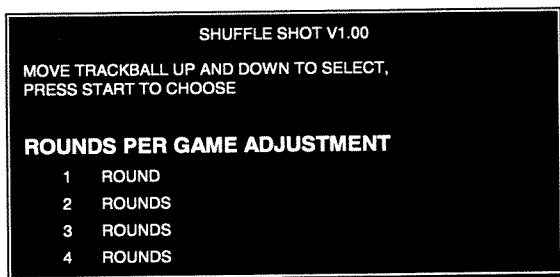 SHUFFLE SHOT V1.00
MOVE TRACKBALL UP AND DOWN TO SELECT,
PRESS START TO CHOOSE
ROUNDS PER GAME ADJUSTMENT
1 ROUND
2 ROUNDS
3 ROUNDS
4 ROUNDS